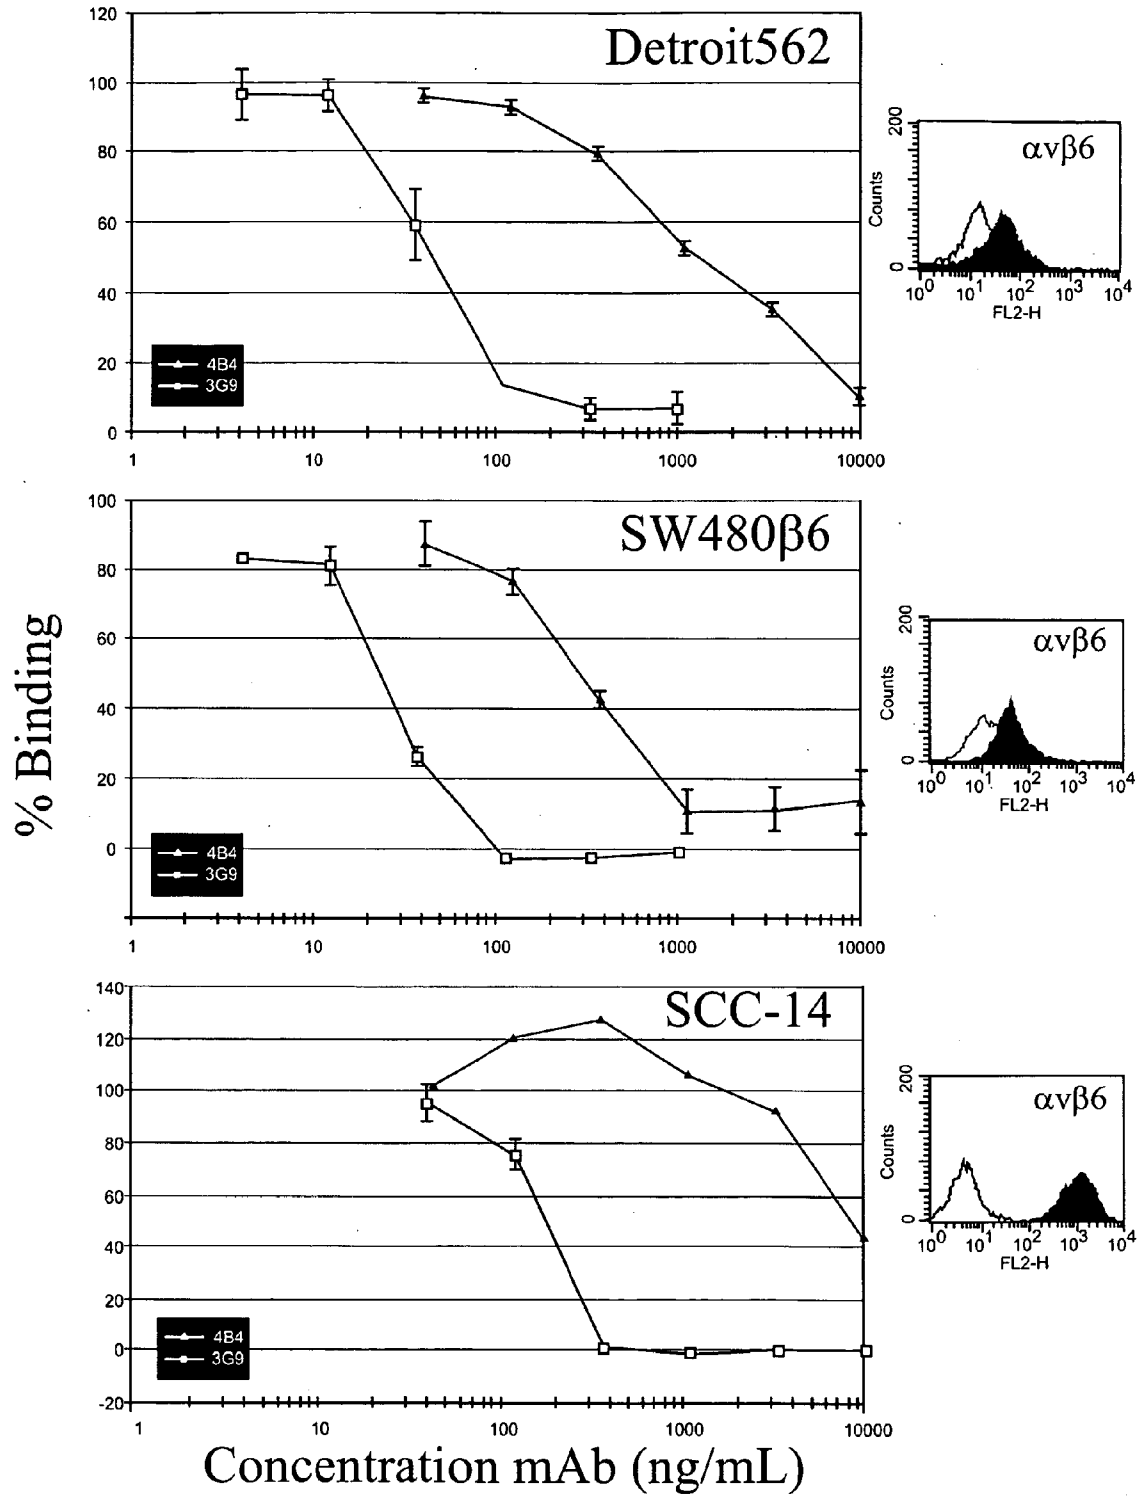 Detroit562
120
100
80
60
40
20
0
4B4
3G9
1 10 100 1000 10000
αvβ6
Counts
200
0
10^0 10^1 10^2 10^3 10^4
FL2-H
% Binding
SW480β6
100
80
60
40
20
0
4B4
3G9
1 10 100 1000 10000
αvβ6
Counts
200
0
10^0 10^1 10^2 10^3 10^4
FL2-H
SCC-14
140
120
100
80
60
40
20
0
-20
4B4
3G9
1 10 100 1000 10000
αvβ6
Counts
200
0
10^0 10^1 10^2 10^3 10^4
FL2-H
Concentration mAb (ng/mL)